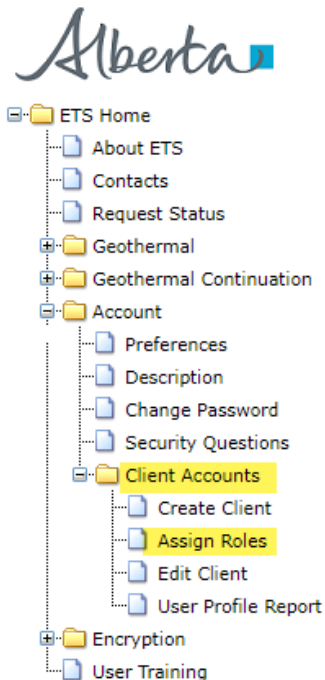 Alberta
ETS Home
About ETS
Contacts
Request Status
Geothermal
Geothermal Continuation
Account
Preferences
Description
Change Password
Security Questions
Client Accounts
Create Client
Assign Roles
Edit Client
User Profile Report
Encryption
User Training